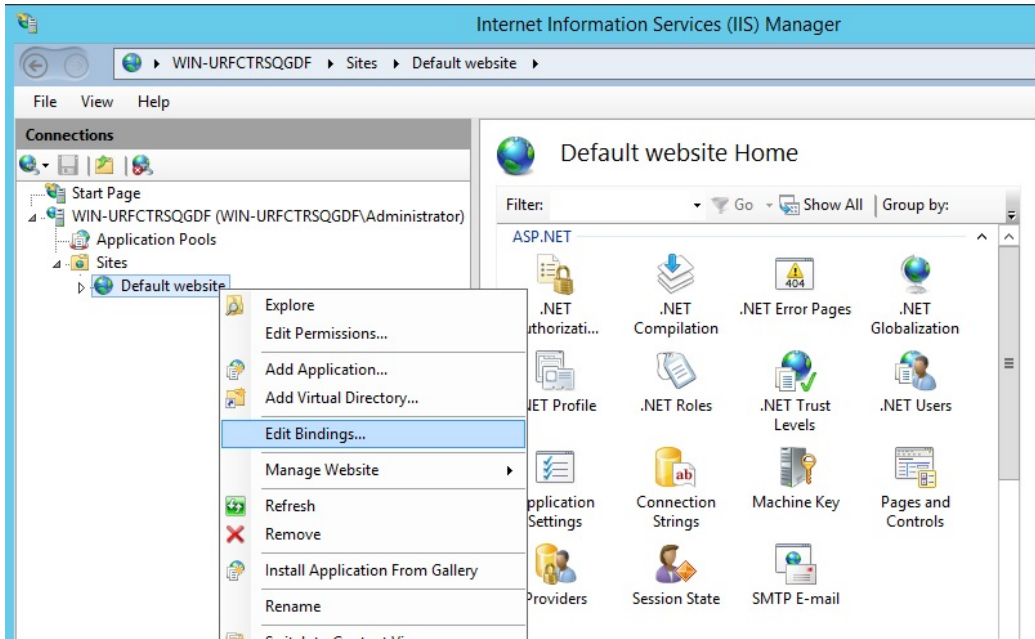 Internet Information Services (IIS) Manager
WIN-URFCTRSQGDF Sites Default website
File View Help
Connections
Start Page
WIN-URFCTRSQGDF (WIN-URFCTRSQGDF\Administrator)
Application Pools
Sites
Default website
Explore
Edit Permissions...
Add Application...
Add Virtual Directory...
Edit Bindings...
Manage Website
Refresh
Remove
Install Application From Gallery
Rename
Default website Home
Filter: Go Show All Group by:
ASP.NET
.NET
uthorizati...
.NET
Compilation
404
.NET Error Pages
.NET
Globalization
NET Profile
.NET Roles
.NET Trust
Levels
.NET Users
pplication
Settings
ab
Connection
Strings
Machine Key
Pages and
Controls
Providers
Session State
SMTP E-mail